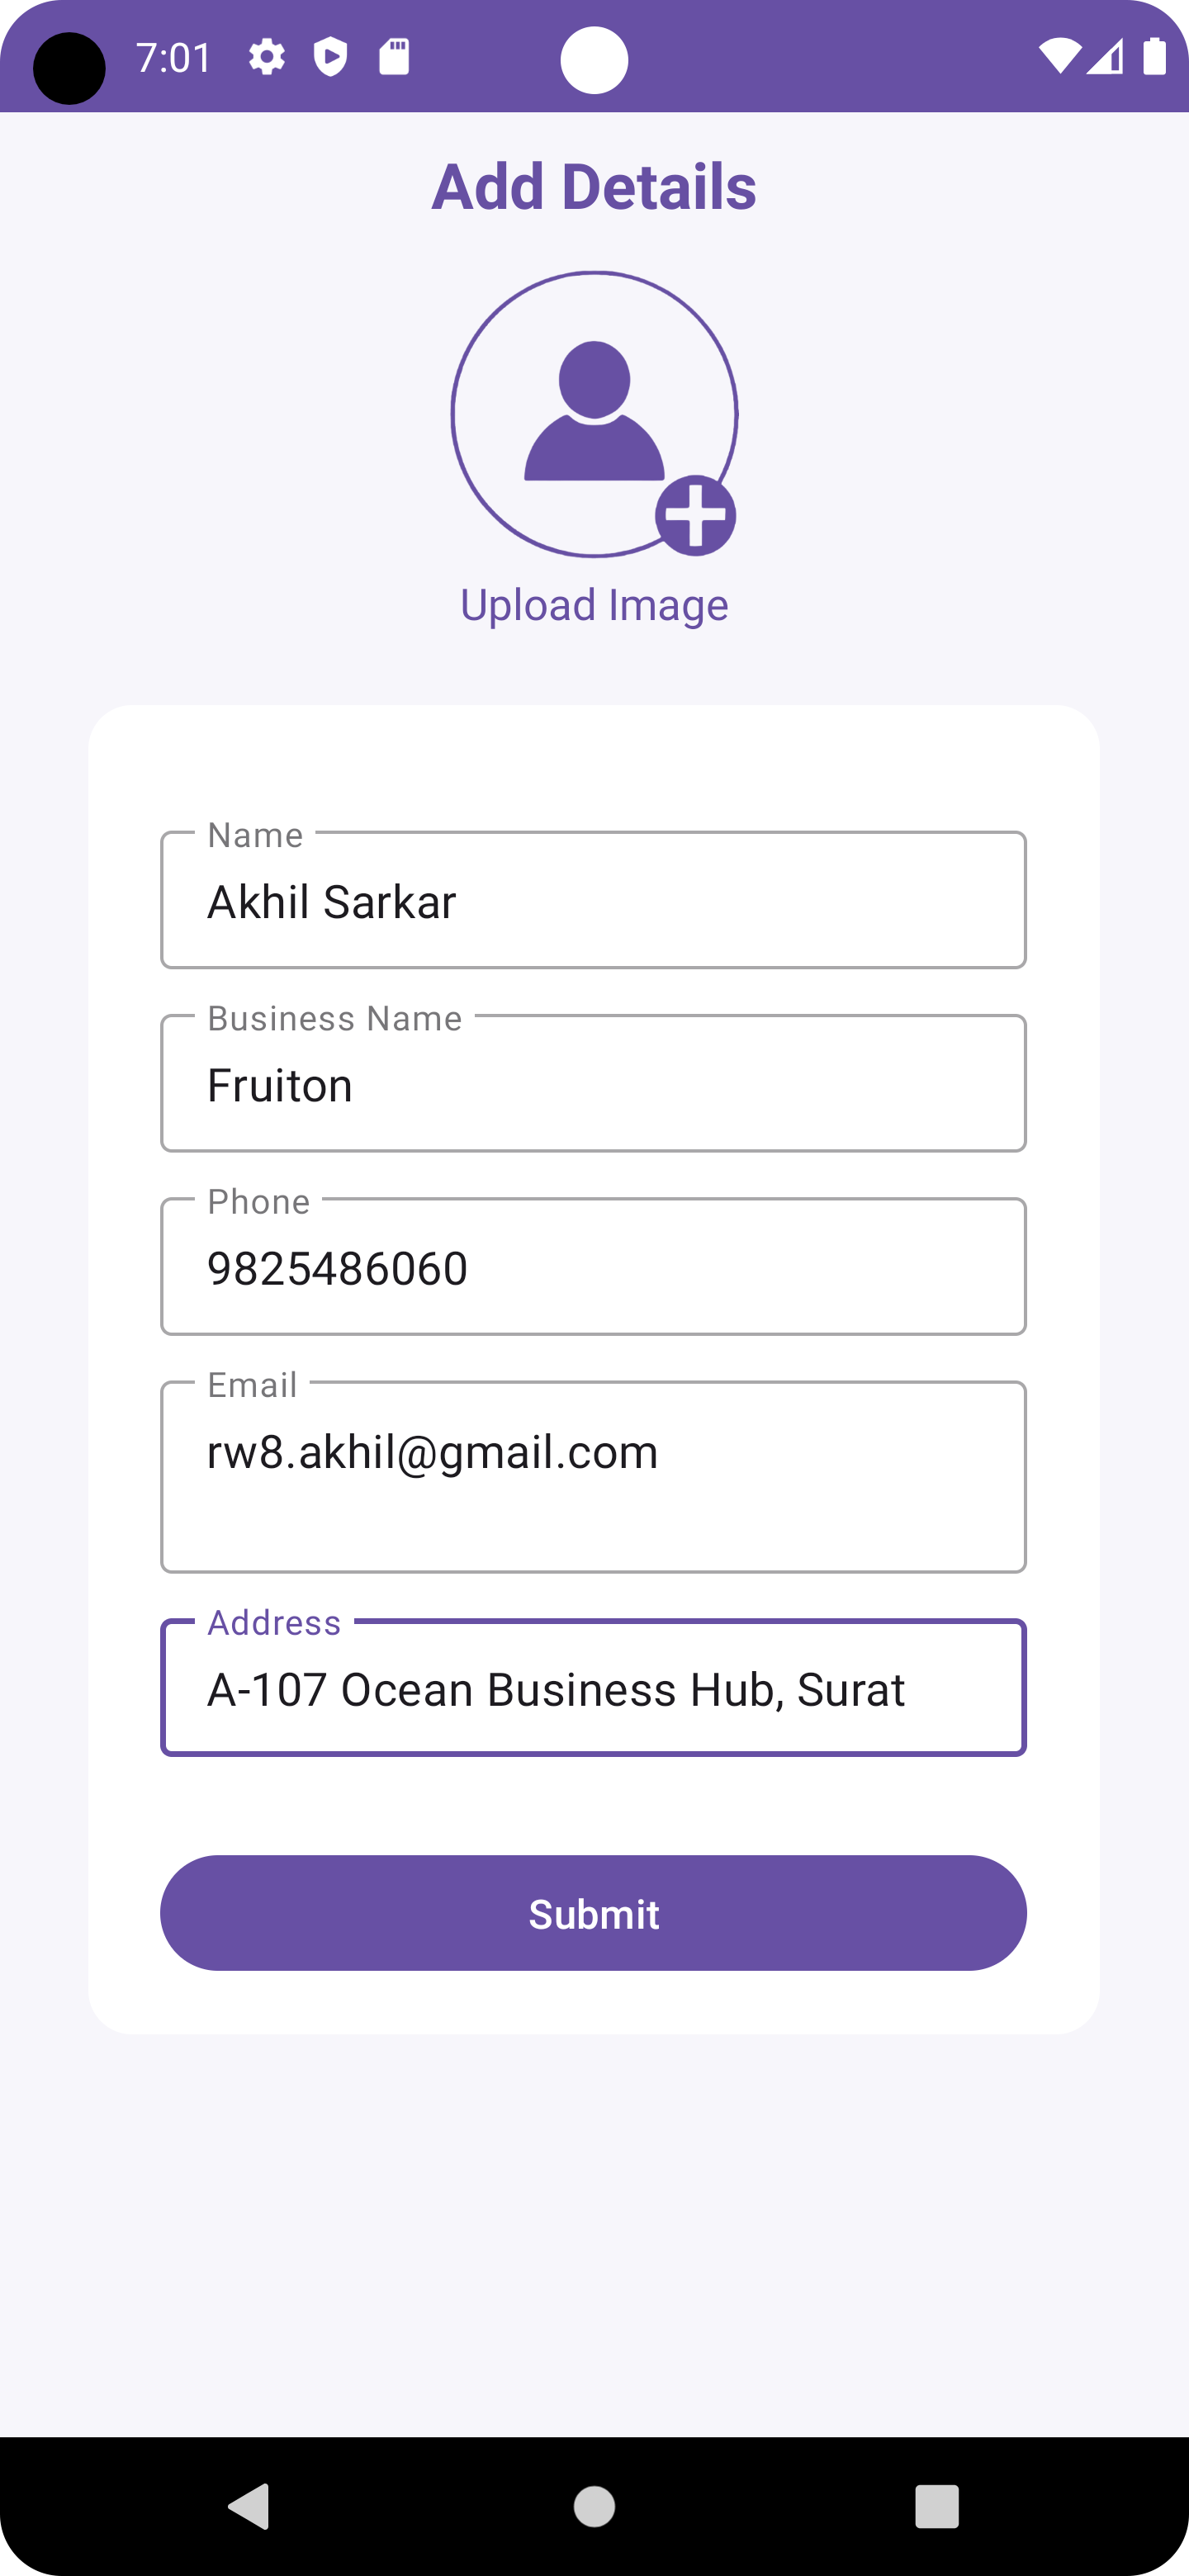 7:01
Add Details
Upload Image
Name
Akhil Sarkar
Business Name
Fruiton
Phone
9825486060
Email
rw8.akhil@gmail.com
Address
A-107 Ocean Business Hub, Surat
Submit